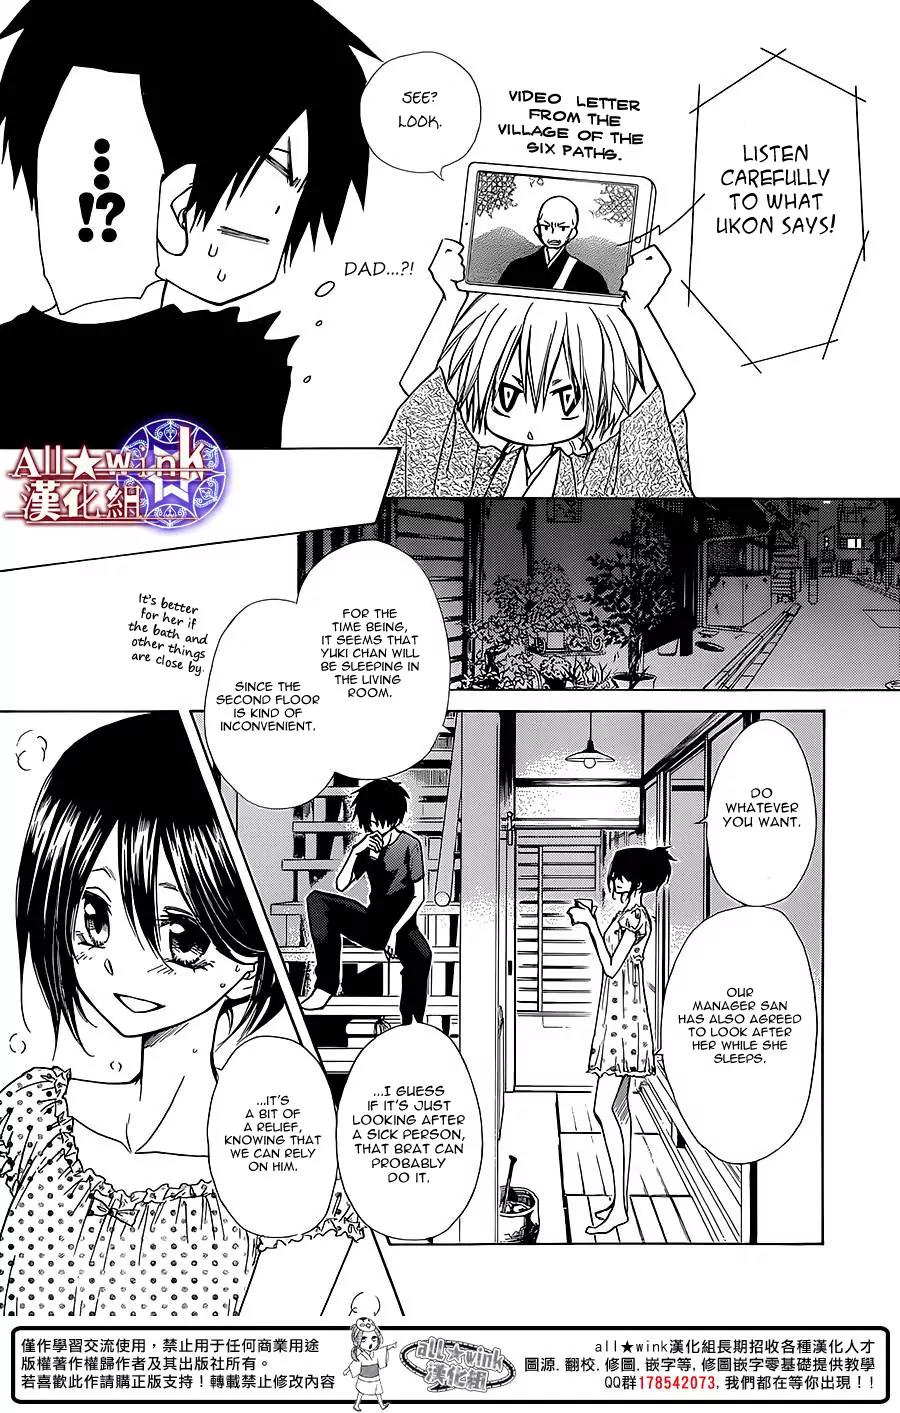 LISTEN
CAREFULLY
TO WHAT
UKON SAYS!
VIDEO LETTER
FROM THE
VILLAGE OF THE
SIX PATHS.
SEE?
LOOK.
DAD...?!
...!?
All★wink
漢化組
FOR THE
TIME BEING,
IT SEEMS THAT
YUKI CHAN WILL
BE SLEEPING IN
THE LIVING
ROOM.
SINCE THE
SECOND FLOOR
IS KIND OF
INCONVENIENT.
It's better
for her if
the bath and
other things
are close by.
DO
WHATEVER
YOU WANT.
OUR
MANAGER SAN
HAS ALSO AGREED
TO LOOK AFTER
HER WHILE SHE
SLEEPS.
...I GUESS
IF IT'S JUST
LOOKING AFTER
A SICK PERSON,
THAT BRAT CAN
PROBABLY
DO IT.
...IT'S
A BIT OF
A RELIEF,
KNOWING THAT
WE CAN RELY
ON HIM.
僅作學習交流使用，禁止用于任何商業用途
版權著作權歸作者及其出版社所有。
若喜歡此作請購正版支持！轉載禁止修改內容
all★wink
漢化組
all★wink漢化組長期招收各種漢化人才
圖源. 翻校. 修圖. 嵌字等, 修圖嵌字零基礎提供教學
QQ群178542073, 我們都在等你出現！！